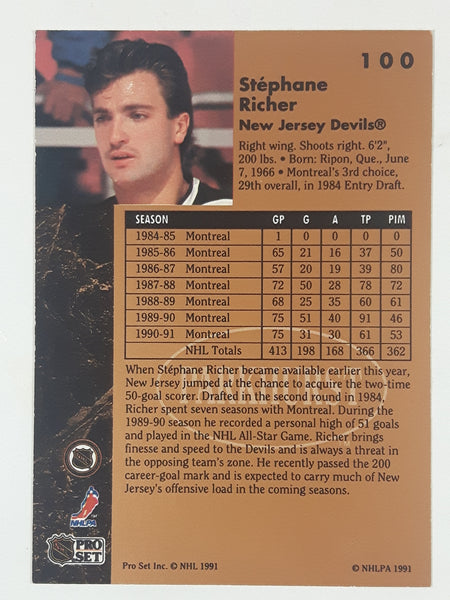 100
Stéphane
Richer
New Jersey Devils®
Right wing. Shoots right. 6'2",
200 lbs. • Born: Ripon, Que., June
7, 1966 • Montreal's 3rd choice,
29th overall, in 1984 Entry Draft.
SEASON GP G A TP PIM
1984-85 Montreal 1 0 0 0 0
1985-86 Montreal 65 21 16 37 50
1986-87 Montreal 57 20 19 39 80
1987-88 Montreal 72 50 28 78 72
1988-89 Montreal 68 25 35 60 61
1989-90 Montreal 75 51 40 91 46
1990-91 Montreal 75 31 30 61 53
NHL Totals 413 198 168 366 362
PARKHURST
When Stéphane Richer became available earlier this year,
New Jersey jumped at the chance to acquire the two-time
50-goal scorer. Drafted in the second round in 1984,
Richer spent seven seasons with Montreal. During the
1989-90 season he recorded a personal high of 51 goals
and played in the NHL All-Star Game. Richer brings
finesse and speed to the Devils and is always a threat in
the opposing team's zone. He recently passed the 200
career-goal mark and is expected to carry much of New
Jersey's offensive load in the coming seasons.
NHLPA
PRO
SET
Pro Set Inc. © NHL 1991
© NHLPA 1991